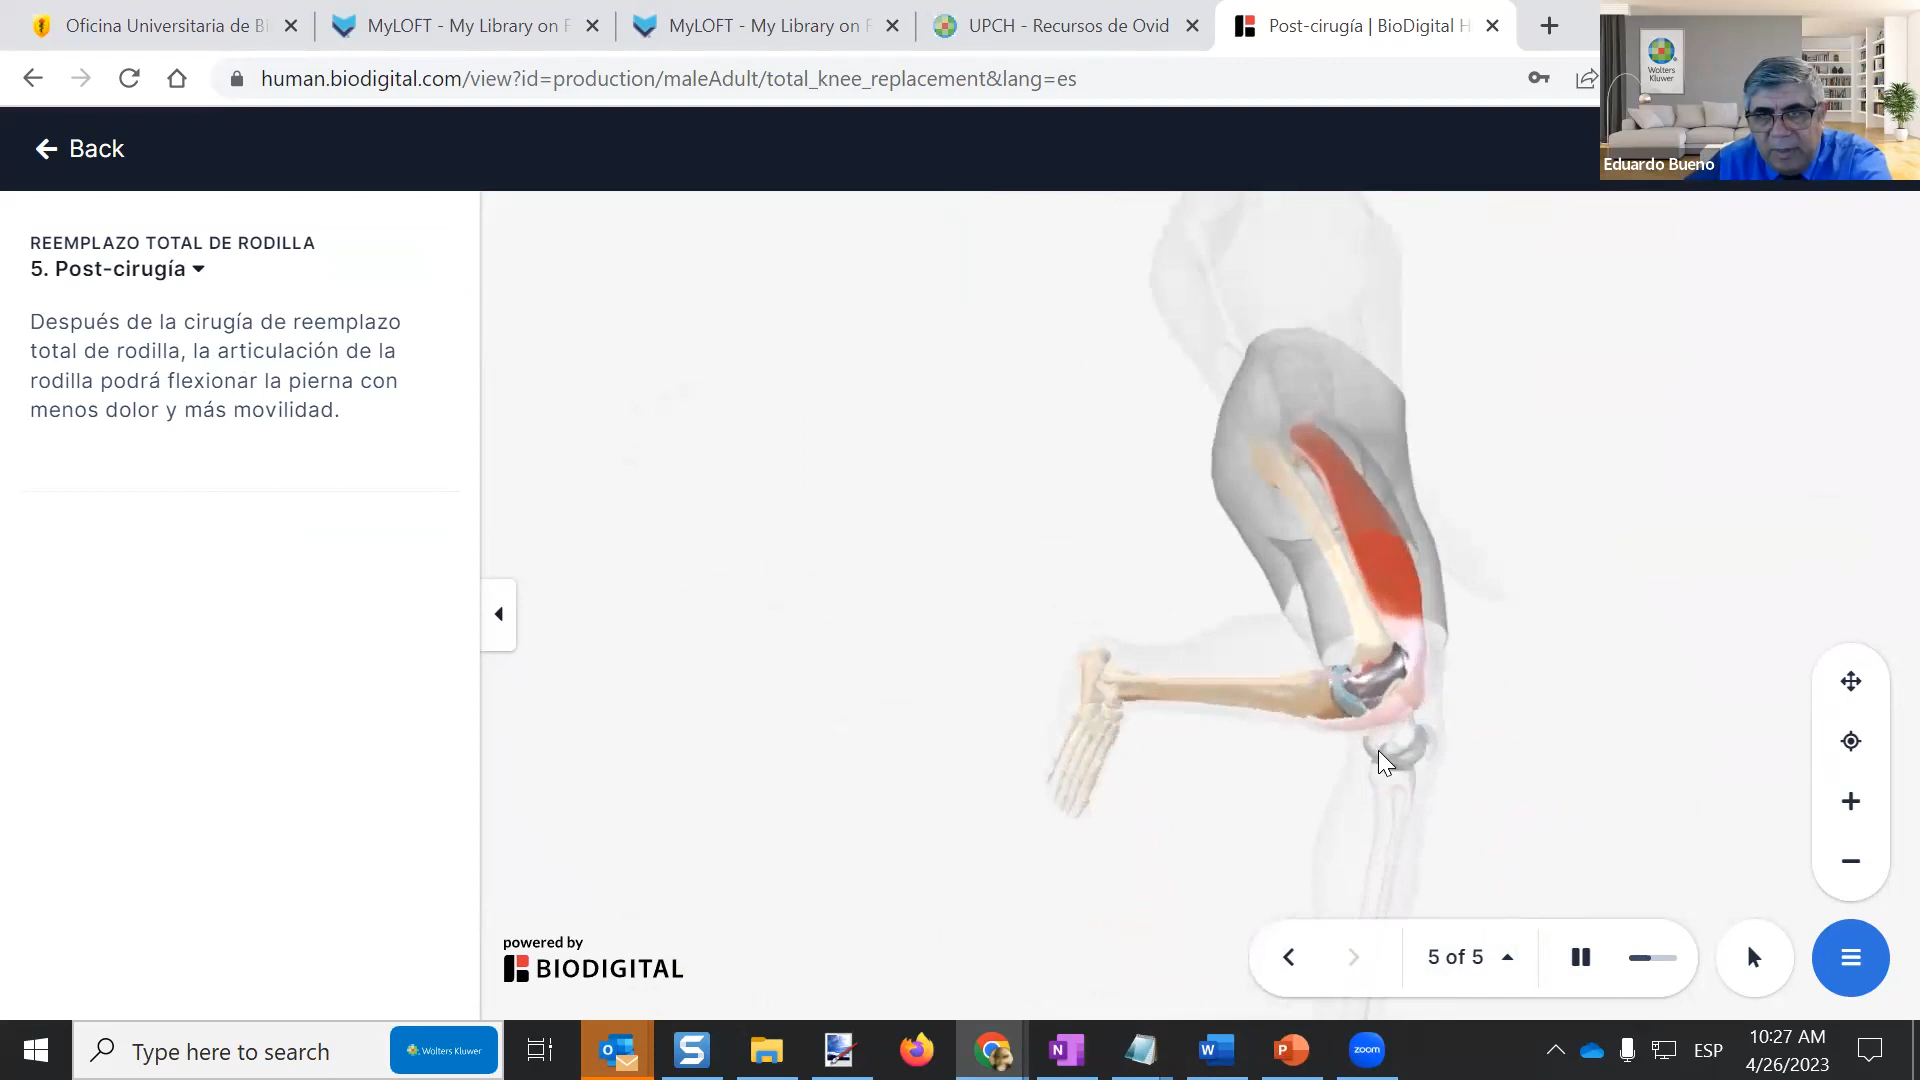 Oficina Universitaria de Bi
MyLOFT - My Library on F
MyLOFT - My Library on F
UPCH - Recursos de Ovid
Post-cirugía | BioDigital H
human.biodigital.com/view?id=production/maleAdult/total_knee_replacement&lang=es
Wolters
Kluwer
Eduardo Bueno
Back
REEMPLAZO TOTAL DE RODILLA
5. Post-cirugía
Después de la cirugía de reemplazo
total de rodilla, la articulación de la
rodilla podrá flexionar la pierna con
menos dolor y más movilidad.
powered by
BIODIGITAL
5 of 5
Type here to search
Wolters Kluwer
zoom
ESP
10:27 AM
4/26/2023